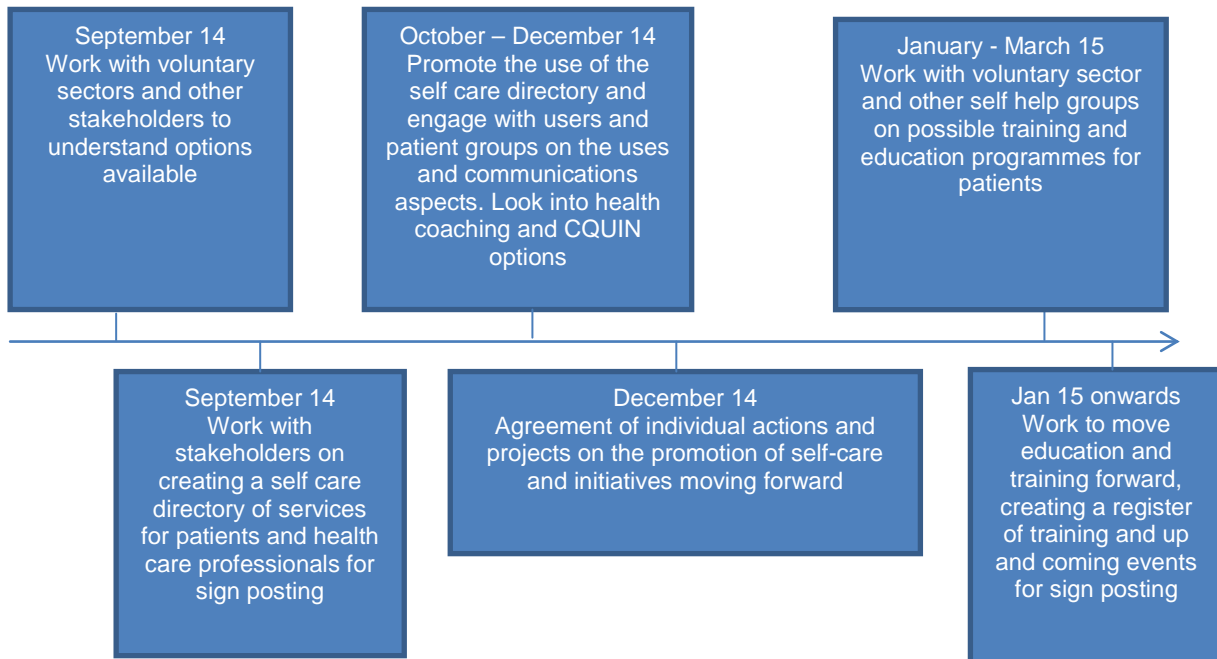 September 14
Work with voluntary
sectors and other
stakeholders to
understand options
available
October – December 14
Promote the use of the
self care directory and
engage with users and
patient groups on the uses
and communications
aspects. Look into health
coaching and CQUIN
options
January - March 15
Work with voluntary sector
and other self help groups
on possible training and
education programmes for
patients
September 14
Work with
stakeholders on
creating a self care
directory of services
for patients and health
care professionals for
sign posting
December 14
Agreement of individual actions and
projects on the promotion of self-care
and initiatives moving forward
Jan 15 onwards
Work to move
education and
training forward,
creating a register
of training and up
and coming events
for sign posting